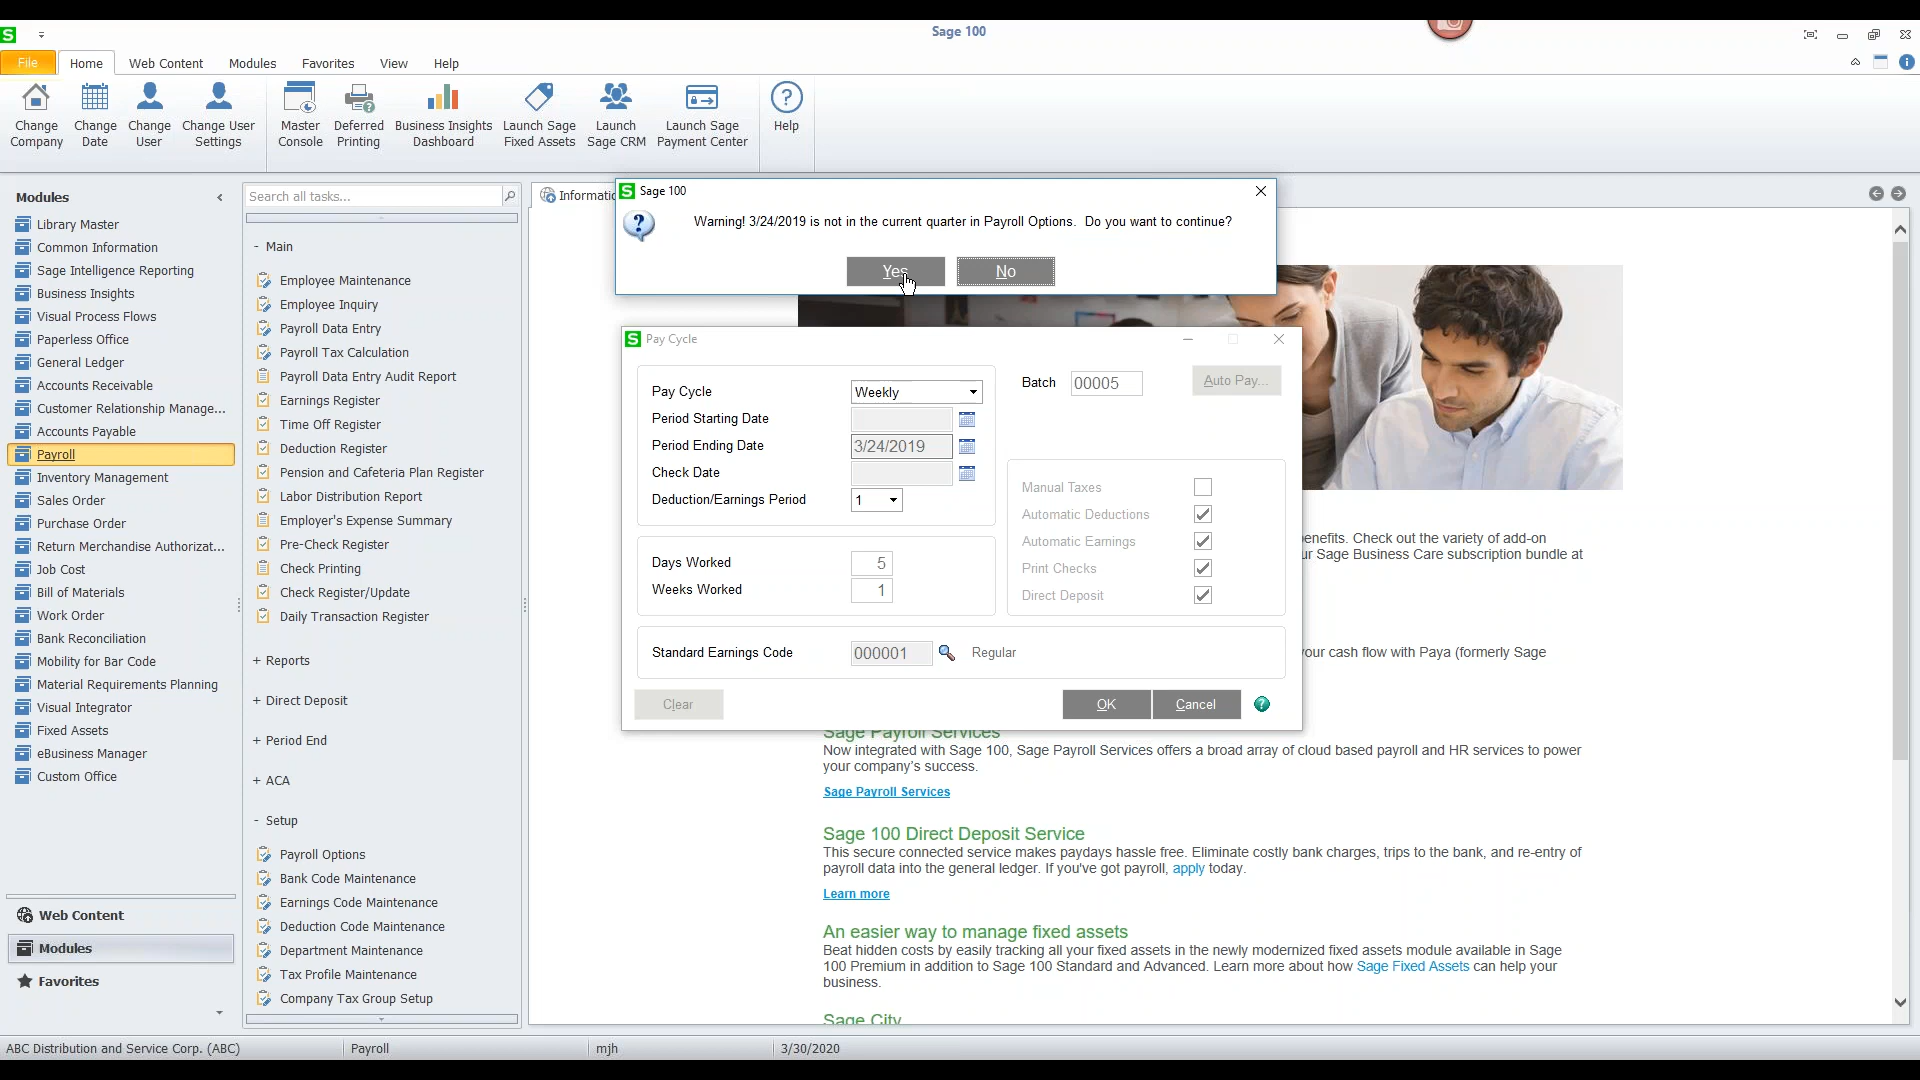 Sage 100
File Home Web Content Modules Favorites View Help
Change Company
Change Date
Change User
Change User Settings
Master Console
Deferred Printing
Business Insights Dashboard
Launch Sage Fixed Assets
Launch Sage CRM
Launch Sage Payment Center
Help
Modules
Library Master
Common Information
Sage Intelligence Reporting
Business Insights
Visual Process Flows
Paperless Office
General Ledger
Accounts Receivable
Customer Relationship Manage...
Accounts Payable
Payroll
Inventory Management
Sales Order
Purchase Order
Return Merchandise Authorizat...
Job Cost
Bill of Materials
Work Order
Bank Reconciliation
Mobility for Bar Code
Material Requirements Planning
Visual Integrator
Fixed Assets
eBusiness Manager
Custom Office
Web Content
Modules
Favorites
Search all tasks...
- Main
Employee Maintenance
Employee Inquiry
Payroll Data Entry
Payroll Tax Calculation
Payroll Data Entry Audit Report
Earnings Register
Time Off Register
Deduction Register
Pension and Cafeteria Plan Register
Labor Distribution Report
Employer's Expense Summary
Pre-Check Register
Check Printing
Check Register/Update
Daily Transaction Register
+ Reports
+ Direct Deposit
+ Period End
+ ACA
- Setup
Payroll Options
Bank Code Maintenance
Earnings Code Maintenance
Deduction Code Maintenance
Department Maintenance
Tax Profile Maintenance
Company Tax Group Setup
Informatio
S Sage 100
Warning! 3/24/2019 is not in the current quarter in Payroll Options. Do you want to continue?
Yes No
S Pay Cycle
Pay Cycle Weekly
Period Starting Date
Period Ending Date 3/24/2019
Check Date
Deduction/Earnings Period 1
Batch 00005 Auto Pay...
Days Worked 5
Weeks Worked 1
Manual Taxes
Automatic Deductions
Automatic Earnings
Print Checks
Direct Deposit
Standard Earnings Code 000001 Regular
Clear OK Cancel
enefits. Check out the variety of add-on
ur Sage Business Care subscription bundle at
our cash flow with Paya (formerly Sage
Sage Payroll Services
Now integrated with Sage 100, Sage Payroll Services offers a broad array of cloud based payroll and HR services to power
your company's success.
Sage Payroll Services
Sage 100 Direct Deposit Service
This secure connected service makes paydays hassle free. Eliminate costly bank charges, trips to the bank, and re-entry of
payroll data into the general ledger. If you've got payroll, apply today.
Learn more
An easier way to manage fixed assets
Beat hidden costs by easily tracking all your fixed assets in the newly modernized fixed assets module available in Sage
100 Premium in addition to Sage 100 Standard and Advanced. Learn more about how Sage Fixed Assets can help your
business.
Sage City
ABC Distribution and Service Corp. (ABC) Payroll mjh 3/30/2020